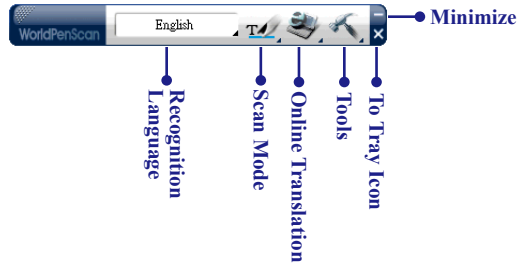 Minimize
WorldPenScan
English
T
Recognition
Language
Scan Mode
Online Translation
Tools
To Tray Icon